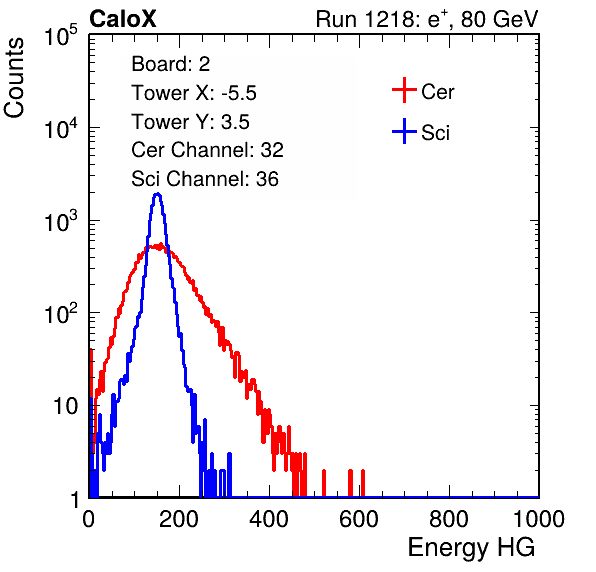 CaloX Run 1218: e⁺, 80 GeV
Counts
Board: 2
Tower X: -5.5
Tower Y: 3.5
Cer Channel: 32
Sci Channel: 36
Cer
Sci
10⁵
10⁴
10³
10²
10
1
0 200 400 600 800 1000
Energy HG